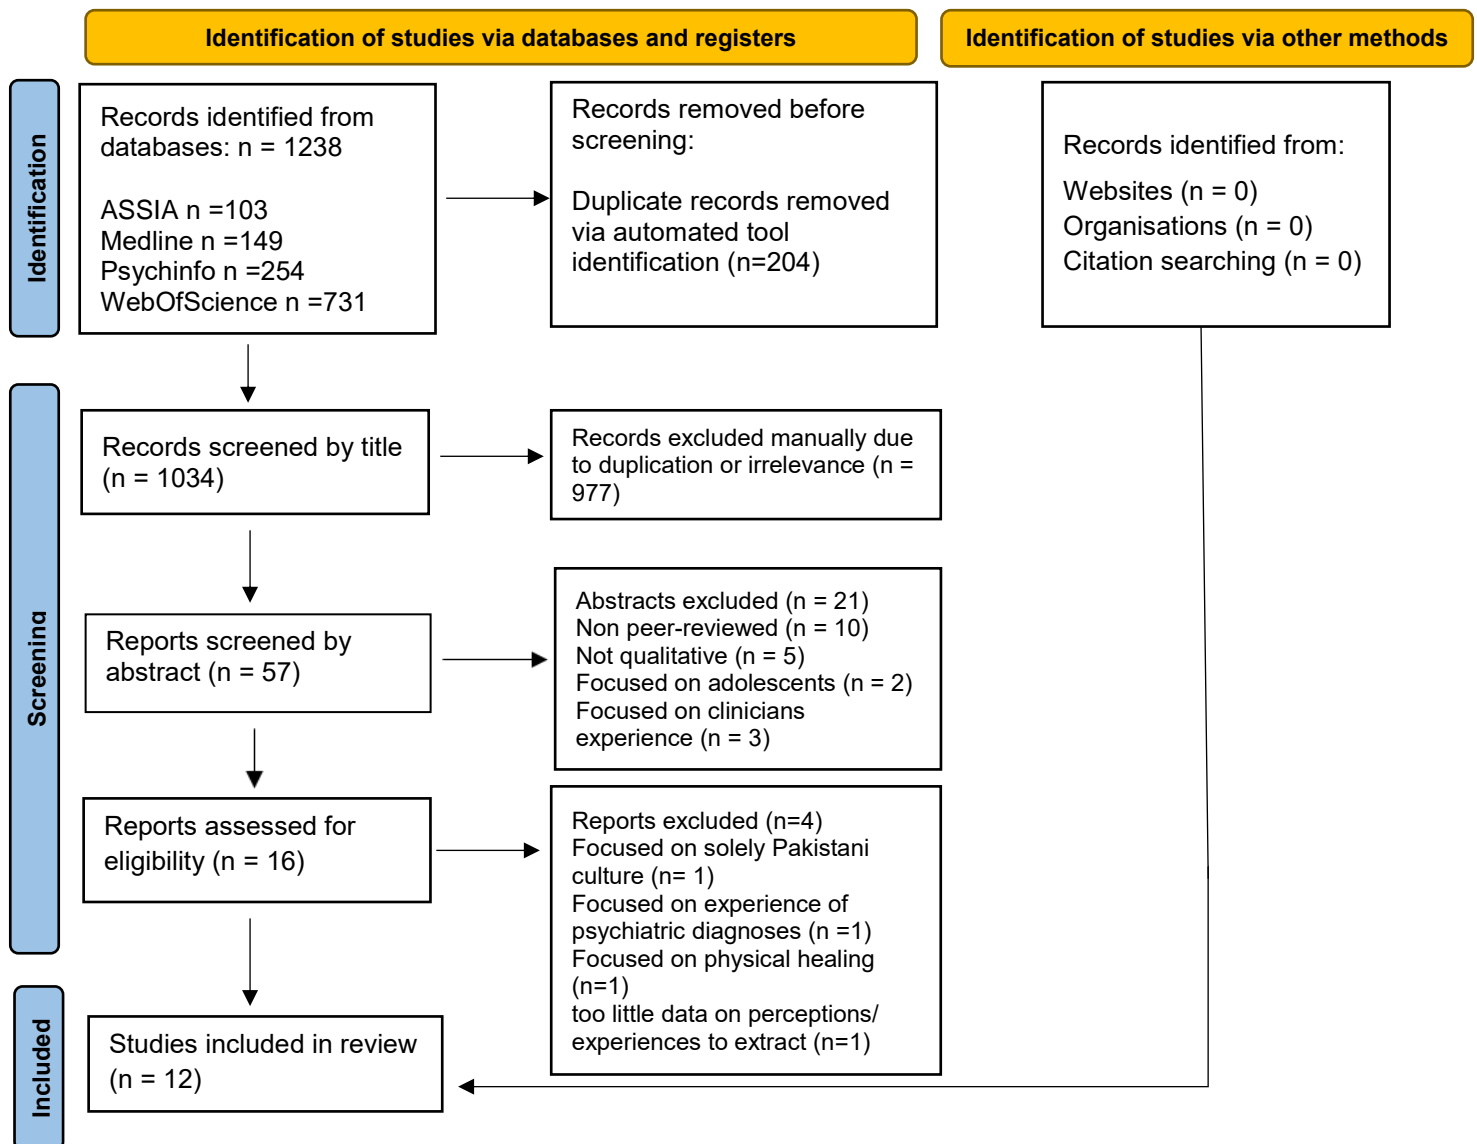 Identification of studies via databases and registers
Identification of studies via other methods
Identification
Records identified from
databases: n = 1238
ASSIA n =103
Medline n =149
Psychinfo n =254
WebOfScience n =731
Records removed before
screening:
Duplicate records removed
via automated tool
identification (n=204)
Records identified from:
Websites (n = 0)
Organisations (n = 0)
Citation searching (n = 0)
Screening
Records screened by title
(n = 1034)
Records excluded manually due
to duplication or irrelevance (n =
977)
Reports screened by
abstract (n = 57)
Abstracts excluded (n = 21)
Non peer-reviewed (n = 10)
Not qualitative (n = 5)
Focused on adolescents (n = 2)
Focused on clinicians
experience (n = 3)
Reports assessed for
eligibility (n = 16)
Reports excluded (n=4)
Focused on solely Pakistani
culture (n= 1)
Focused on experience of
psychiatric diagnoses (n =1)
Focused on physical healing
(n=1)
too little data on perceptions/
experiences to extract (n=1)
Included
Studies included in review
(n = 12)